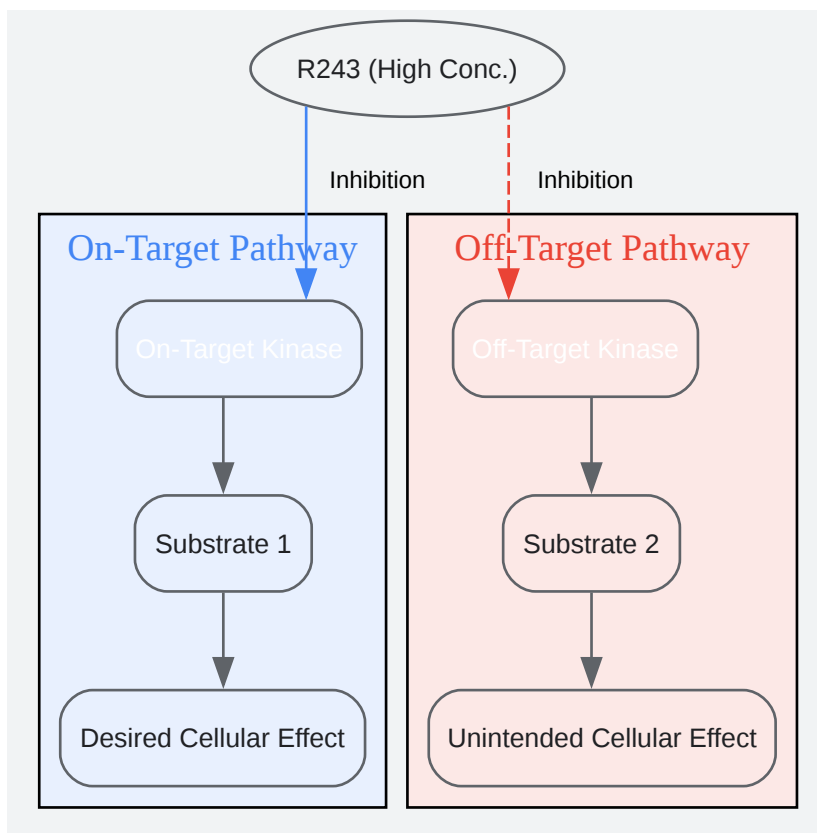 R243 (High Conc.)
Inhibition
Inhibition
On-Target Pathway
Off-Target Pathway
On-Target Kinase
Off-Target Kinase
Substrate 1
Substrate 2
Desired Cellular Effect
Unintended Cellular Effect